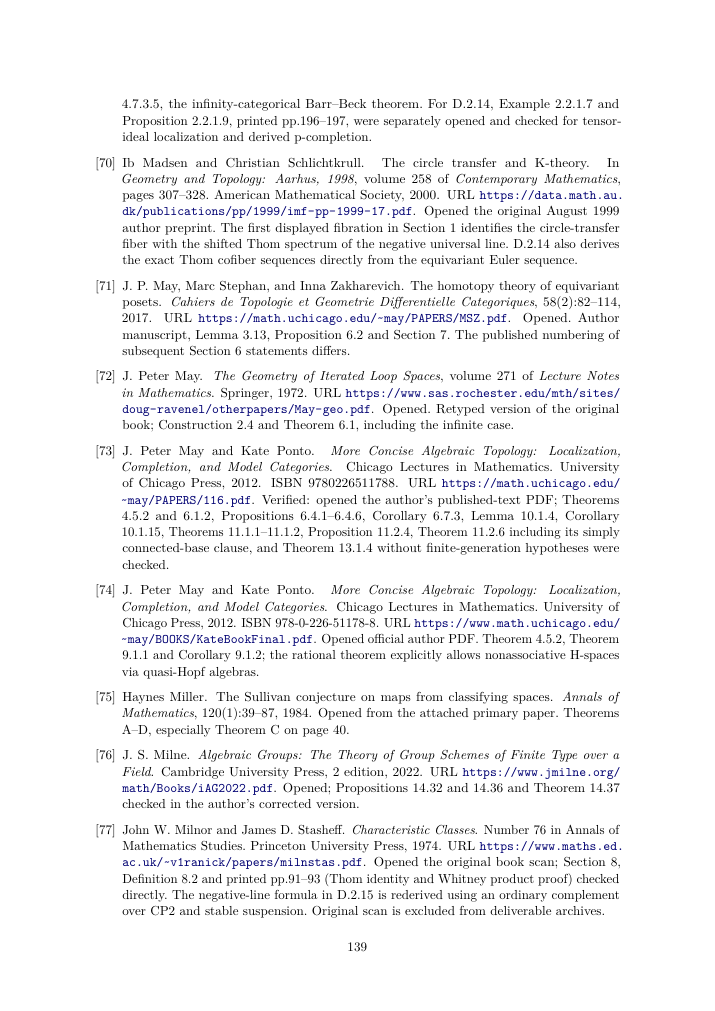 4.7.3.5, the infinity-categorical Barr–Beck theorem. For D.2.14, Example 2.2.1.7 and
Proposition 2.2.1.9, printed pp.196–197, were separately opened and checked for tensor-
ideal localization and derived p-completion.
[70] Ib Madsen and Christian Schlichtkrull. The circle transfer and K-theory. In
Geometry and Topology: Aarhus, 1998, volume 258 of Contemporary Mathematics,
pages 307–328. American Mathematical Society, 2000. URL https://data.math.au.
dk/publications/pp/1999/imf-pp-1999-17.pdf. Opened the original August 1999
author preprint. The first displayed fibration in Section 1 identifies the circle-transfer
fiber with the shifted Thom spectrum of the negative universal line. D.2.14 also derives
the exact Thom cofiber sequences directly from the equivariant Euler sequence.
[71] J. P. May, Marc Stephan, and Inna Zakharevich. The homotopy theory of equivariant
posets. Cahiers de Topologie et Geometrie Differentielle Categoriques, 58(2):82–114,
2017. URL https://math.uchicago.edu/~may/PAPERS/MSZ.pdf. Opened. Author
manuscript, Lemma 3.13, Proposition 6.2 and Section 7. The published numbering of
subsequent Section 6 statements differs.
[72] J. Peter May. The Geometry of Iterated Loop Spaces, volume 271 of Lecture Notes
in Mathematics. Springer, 1972. URL https://www.sas.rochester.edu/mth/sites/
doug-ravenel/otherpapers/May-geo.pdf. Opened. Retyped version of the original
book; Construction 2.4 and Theorem 6.1, including the infinite case.
[73] J. Peter May and Kate Ponto. More Concise Algebraic Topology: Localization,
Completion, and Model Categories. Chicago Lectures in Mathematics. University
of Chicago Press, 2012. ISBN 9780226511788. URL https://math.uchicago.edu/
~may/PAPERS/116.pdf. Verified: opened the author's published-text PDF; Theorems
4.5.2 and 6.1.2, Propositions 6.4.1–6.4.6, Corollary 6.7.3, Lemma 10.1.4, Corollary
10.1.15, Theorems 11.1.1–11.1.2, Proposition 11.2.4, Theorem 11.2.6 including its simply
connected-base clause, and Theorem 13.1.4 without finite-generation hypotheses were
checked.
[74] J. Peter May and Kate Ponto. More Concise Algebraic Topology: Localization,
Completion, and Model Categories. Chicago Lectures in Mathematics. University of
Chicago Press, 2012. ISBN 978-0-226-51178-8. URL https://www.math.uchicago.edu/
~may/BOOKS/KateBookFinal.pdf. Opened official author PDF. Theorem 4.5.2, Theorem
9.1.1 and Corollary 9.1.2; the rational theorem explicitly allows nonassociative H-spaces
via quasi-Hopf algebras.
[75] Haynes Miller. The Sullivan conjecture on maps from classifying spaces. Annals of
Mathematics, 120(1):39–87, 1984. Opened from the attached primary paper. Theorems
A–D, especially Theorem C on page 40.
[76] J. S. Milne. Algebraic Groups: The Theory of Group Schemes of Finite Type over a
Field. Cambridge University Press, 2 edition, 2022. URL https://www.jmilne.org/
math/Books/iAG2022.pdf. Opened; Propositions 14.32 and 14.36 and Theorem 14.37
checked in the author's corrected version.
[77] John W. Milnor and James D. Stasheff. Characteristic Classes. Number 76 in Annals of
Mathematics Studies. Princeton University Press, 1974. URL https://www.maths.ed.
ac.uk/~v1ranick/papers/milnstas.pdf. Opened the original book scan; Section 8,
Definition 8.2 and printed pp.91–93 (Thom identity and Whitney product proof) checked
directly. The negative-line formula in D.2.15 is rederived using an ordinary complement
over CP2 and stable suspension. Original scan is excluded from deliverable archives.
139